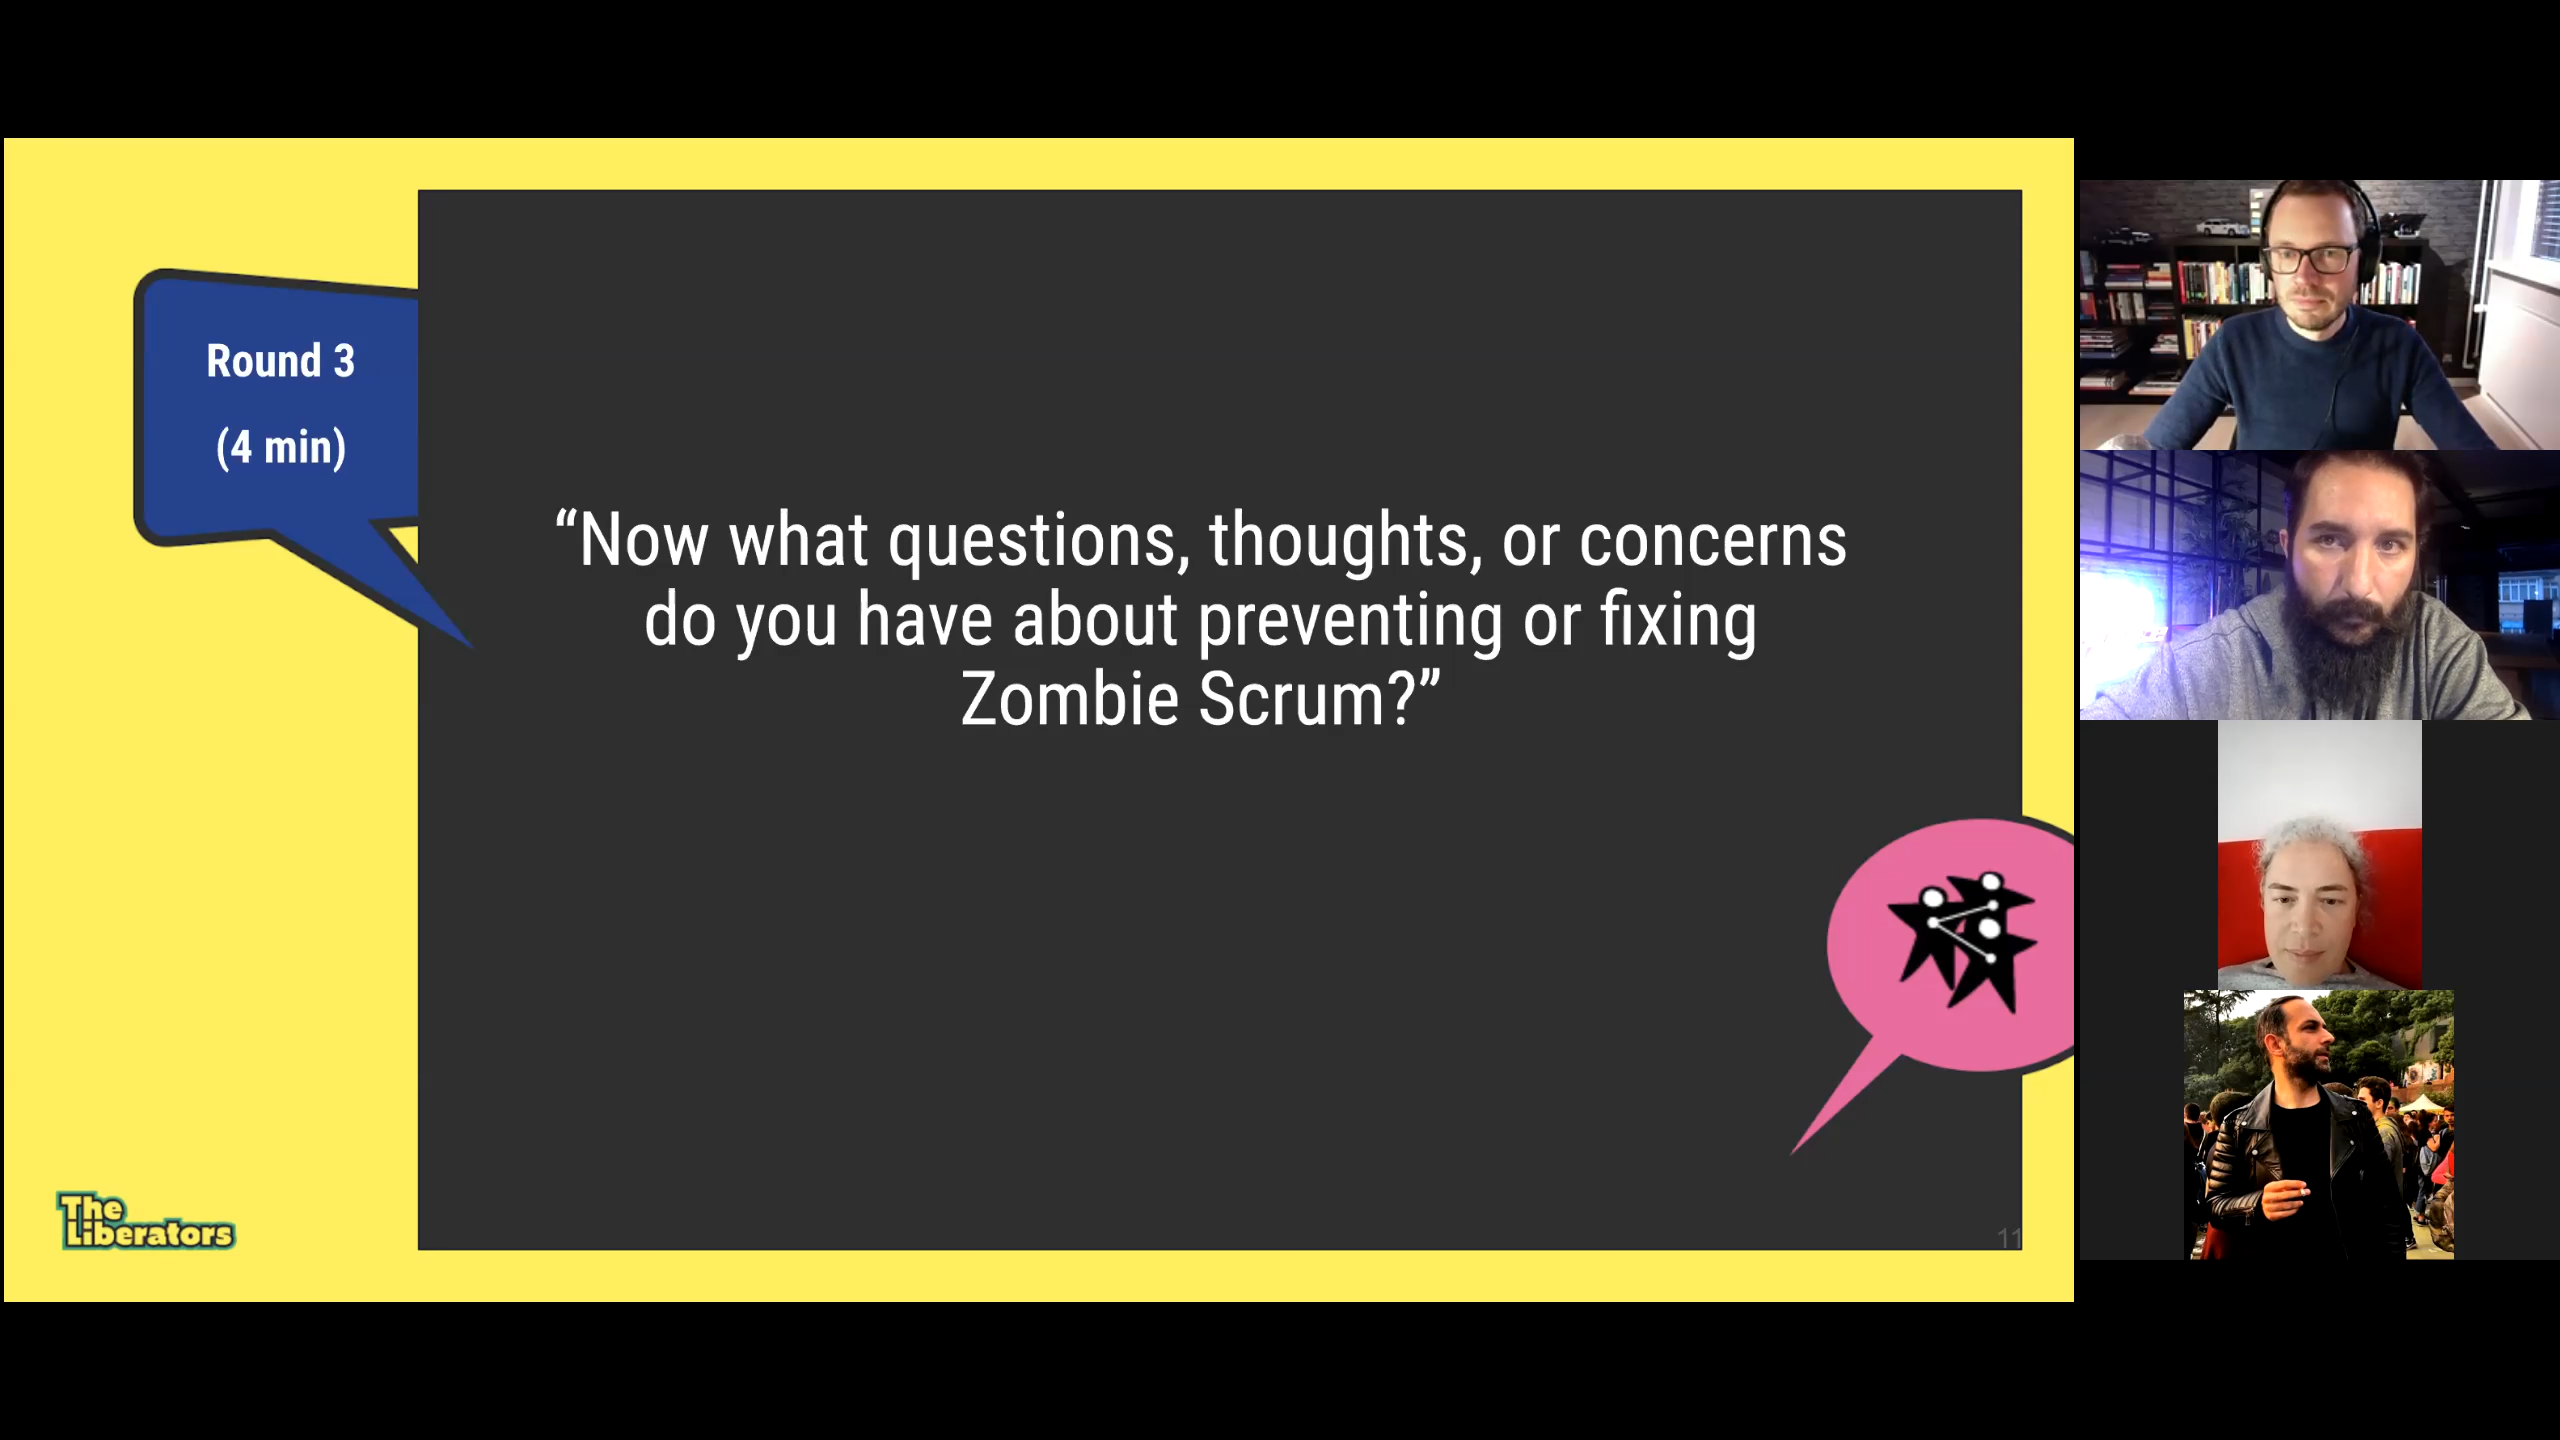 Round 3
(4 min)
“Now what questions, thoughts, or concerns
do you have about preventing or fixing
Zombie Scrum?”
The
Liberators
11